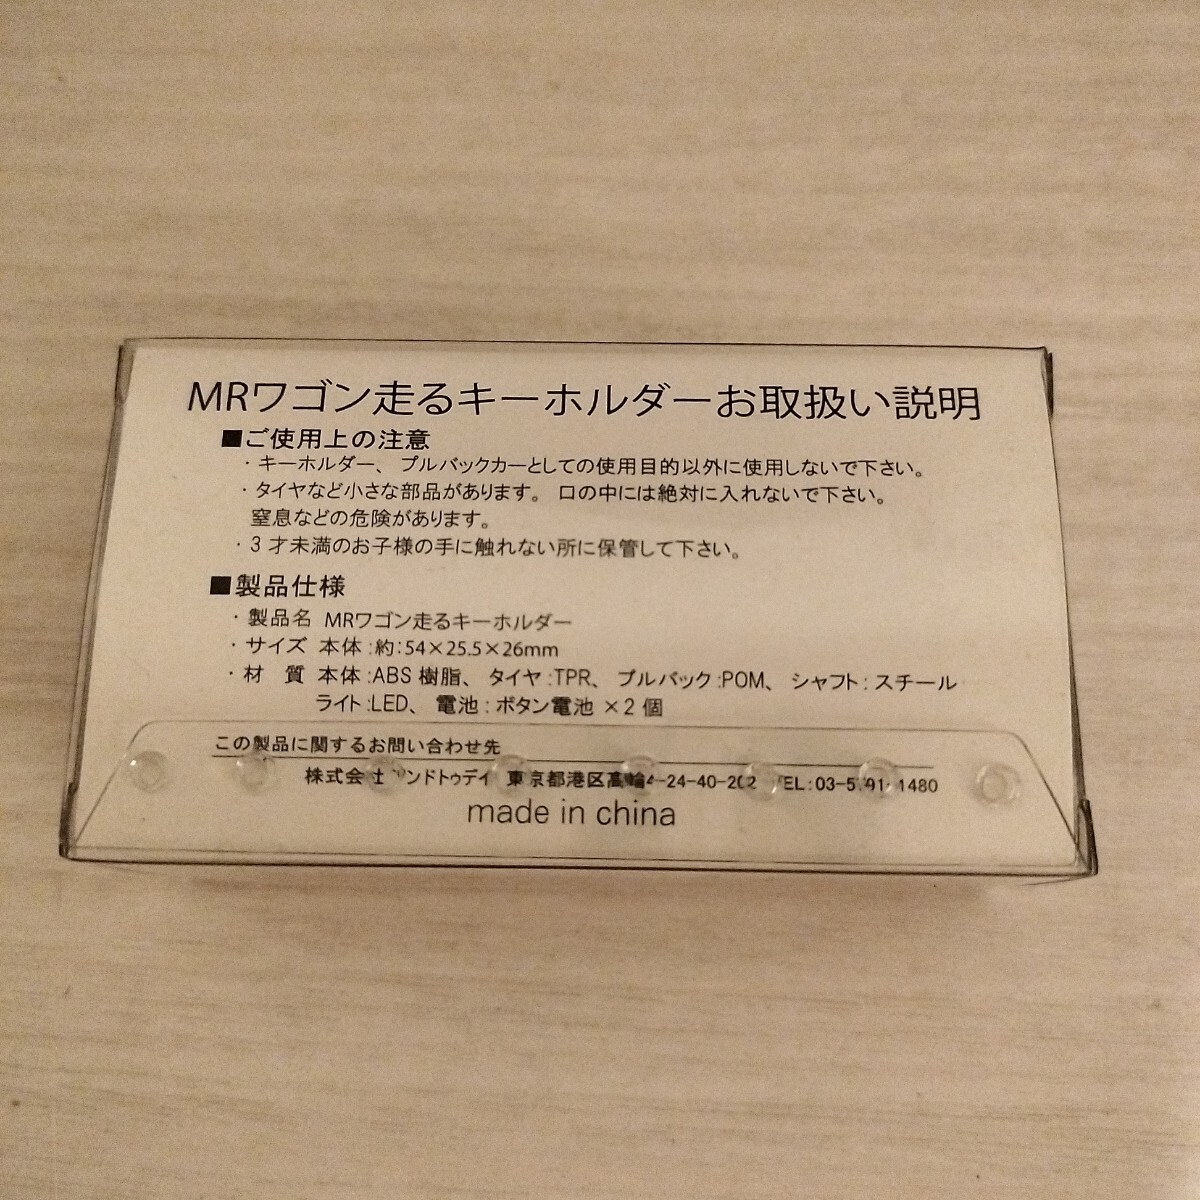 MRワゴン走るキーホルダーお取扱い説明
■ご使用上の注意
・キーホルダー、プルバックカーとしての使用目的以外に使用しないで下さい。
・タイヤなど小さな部品があります。口の中には絶対に入れないで下さい。
窒息などの危険があります。
・3才未満のお子様の手に触れない所に保管して下さい。
■製品仕様
・製品名 MRワゴン走るキーホルダー
・サイズ 本体:約:54×25.5×26mm
・材 質 本体:ABS樹脂、タイヤ:TPR、プルバック:POM、シャフト:スチール
ライト:LED、電池:ボタン電池×2個
この製品に関するお問い合わせ先
株式会社 ンドトゥデイ 東京都港区高輪4-24-40-202
made in china